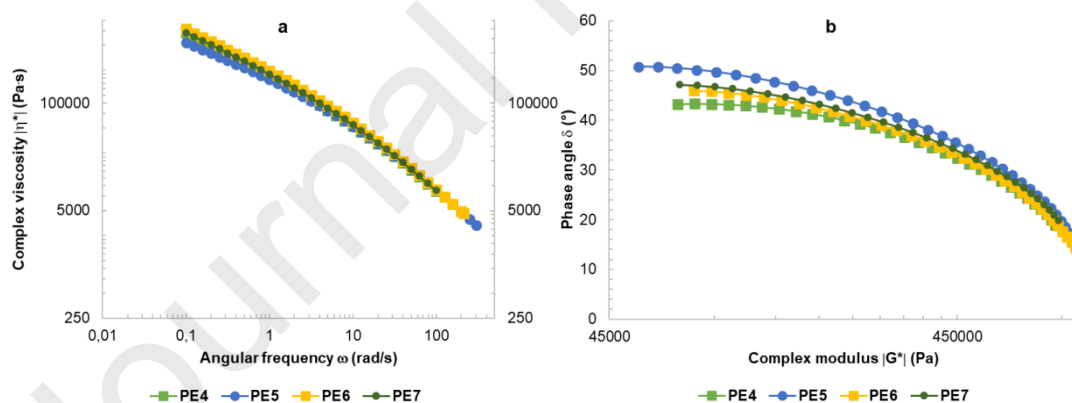 Journal
a
Complex viscosity |η*| (Pa·s)
100000
5000
250
100000
5000
250
0,01 0,1 1 10 100
Angular frequency ω (rad/s)
PE4 PE5 PE6 PE7
b
Phase angle δ (°)
60
50
40
30
20
10
0
45000 450000
Complex modulus |G*| (Pa)
PE4 PE5 PE6 PE7